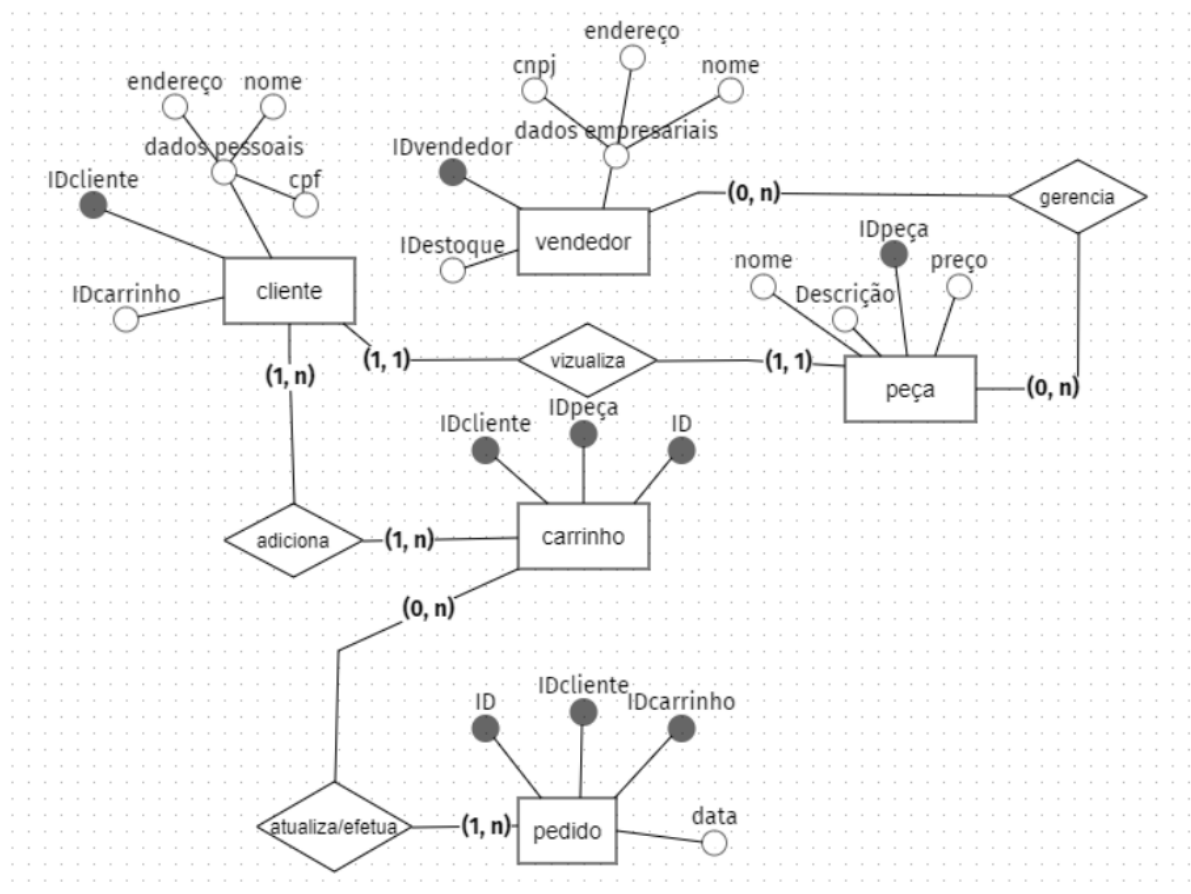 endereço
cnpj
nome
endereço nome
dados empresariais
dados pessoais
IDvendedor
IDcliente
cpf
(0, n)
gerencia
IDestoque
vendedor
IDpeça
nome
preço
cliente
IDcarrinho
Descrição
(1, 1)
vizualiza
(1, 1)
(1, n)
peça
(0, n)
IDcliente
IDpeça
ID
carrinho
adiciona
(1, n)
(0, n)
ID
IDcliente
IDcarrinho
data
atualiza/efetua
(1, n)
pedido